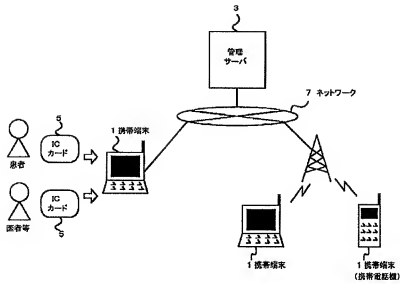 3
管理
サーバ
7 ネットワーク
5
1 携帯端末
IC
カード
患者
IC
カード
医者等
5
1 携帯端末
1 携帯端末
(携帯電話機)